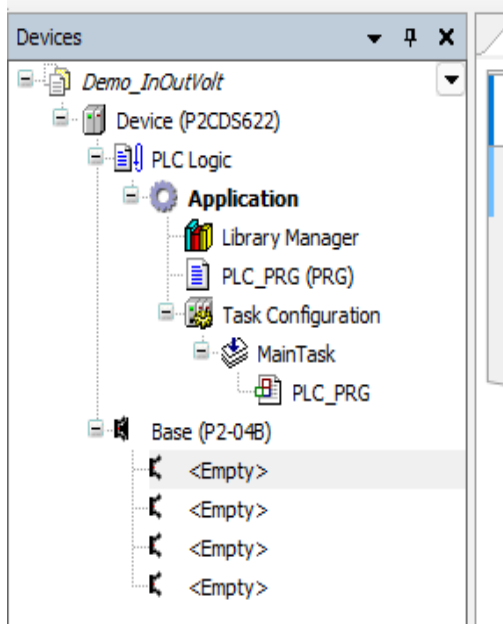 Devices
Demo_InOutVolt
Device (P2CDS622)
PLC Logic
Application
Library Manager
PLC_PRG (PRG)
Task Configuration
MainTask
PLC_PRG
Base (P2-04B)
<Empty>
<Empty>
<Empty>
<Empty>